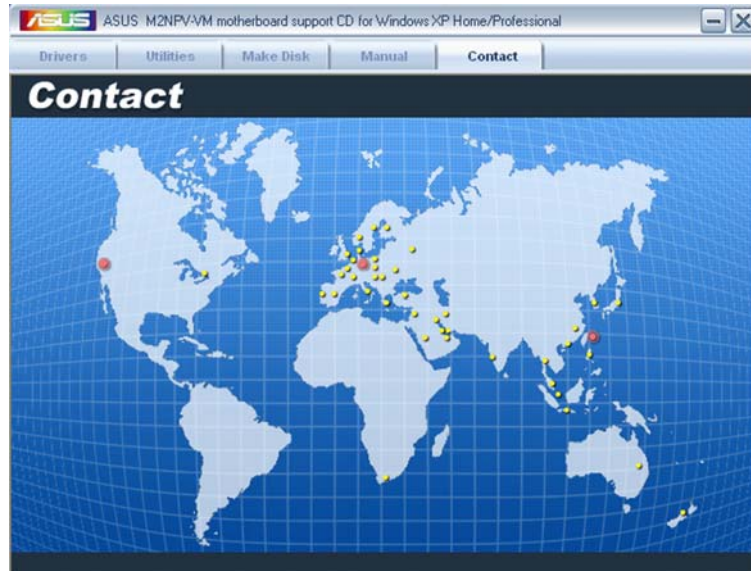 ASUS ASUS M2NPV-VM motherboard support CD for Windows XP Home/Professional
Drivers Utilities Make Disk Manual Contact
Contact